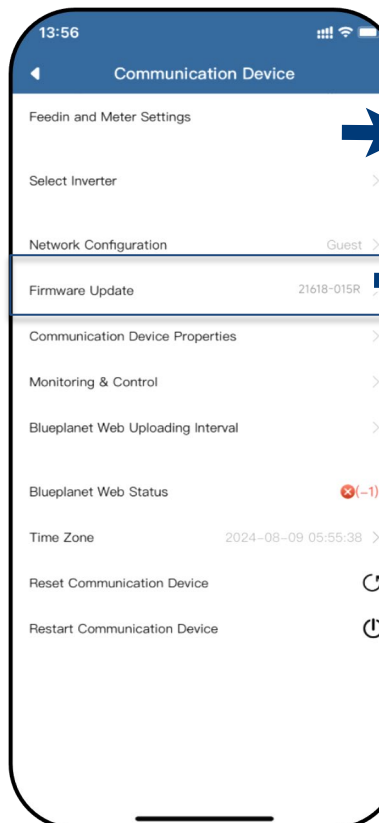 13:56
Communication Device
Feedin and Meter Settings
Select Inverter
Network Configuration Guest
Firmware Update 21618-015R
Communication Device Properties
Monitoring & Control
Blueplanet Web Uploading Interval
Blueplanet Web Status (-1)
Time Zone 2024-08-09 05:55:38
Reset Communication Device
Restart Communication Device